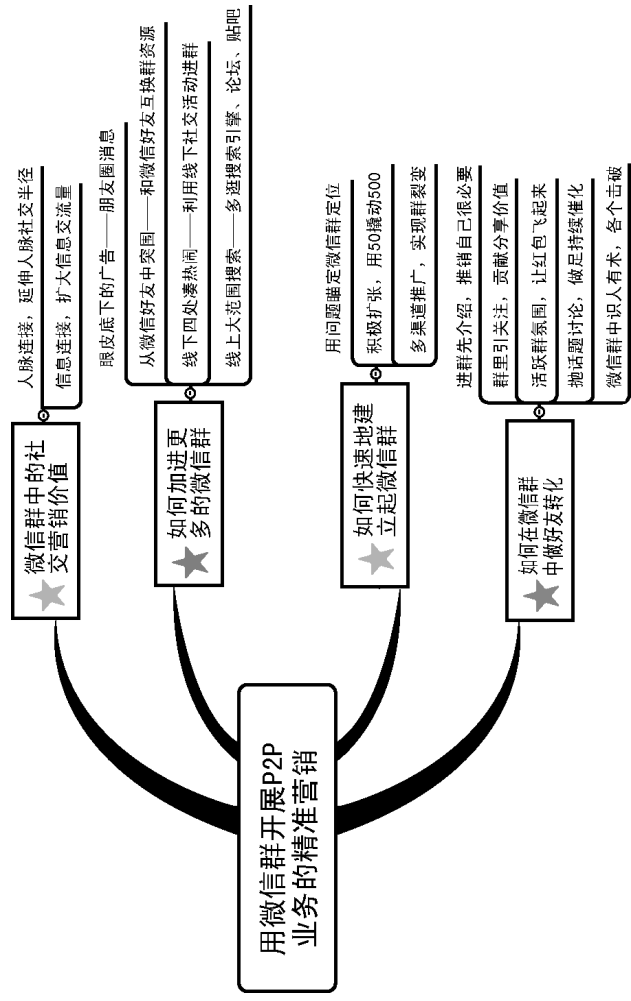 用微信群开展P2P
业务的精准营销
微信群中的社
交营销价值
人脉连接，延伸人脉社交半径
信息连接，扩大信息交流量
如何加进更
多的微信群
眼皮底下的广告——朋友圈消息
从微信好友中突围——和微信好友互换群资源
线下四处凑热闹——利用线下社交活动进群
线上大范围搜索——多逛搜索引擎、论坛、贴吧
如何快速地建
立起微信群
用问题瞄定微信群定位
积极扩张，用50撬动500
多渠道推广，实现群裂变
如何在微信群
中做好友转化
进群先介绍，推销自己很必要
群里引关注，贡献分享价值
活跃群氛围，让红包飞起来
抛话题讨论，做足持续催化
微信群中识人有术，各个击破